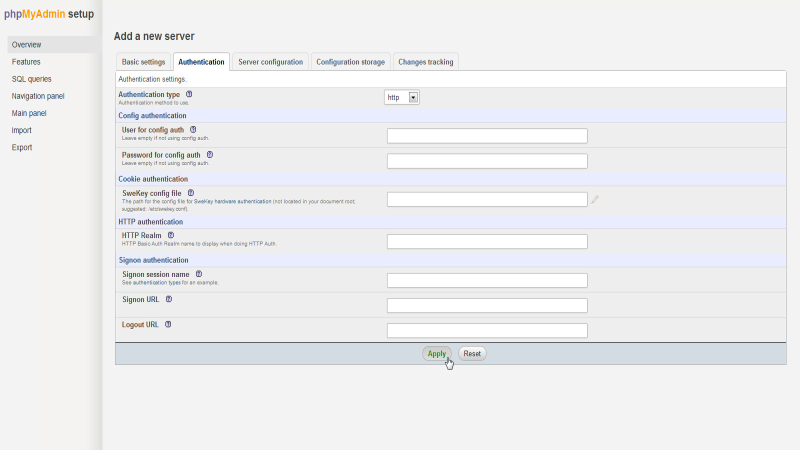 phpMyAdmin setup
Overview
Features
SQL queries
Navigation panel
Main panel
Import
Export
Add a new server
Basic settings
Authentication
Server configuration
Configuration storage
Changes tracking
Authentication settings.
Authentication type
http
Authentication method to use.
Config authentication
User for config auth
Leave empty if not using config auth.
Password for config auth
Leave empty if not using config auth.
Cookie authentication
SweKey config file
The path for the config file for SweKey hardware authentication (not located in your document root;
suggested: /etc/swekey.conf).
HTTP authentication
HTTP Realm
HTTP Basic Auth Realm name to display when doing HTTP Auth.
Signon authentication
Signon session name
See authentication types for an example.
Signon URL
Logout URL
Apply
Reset